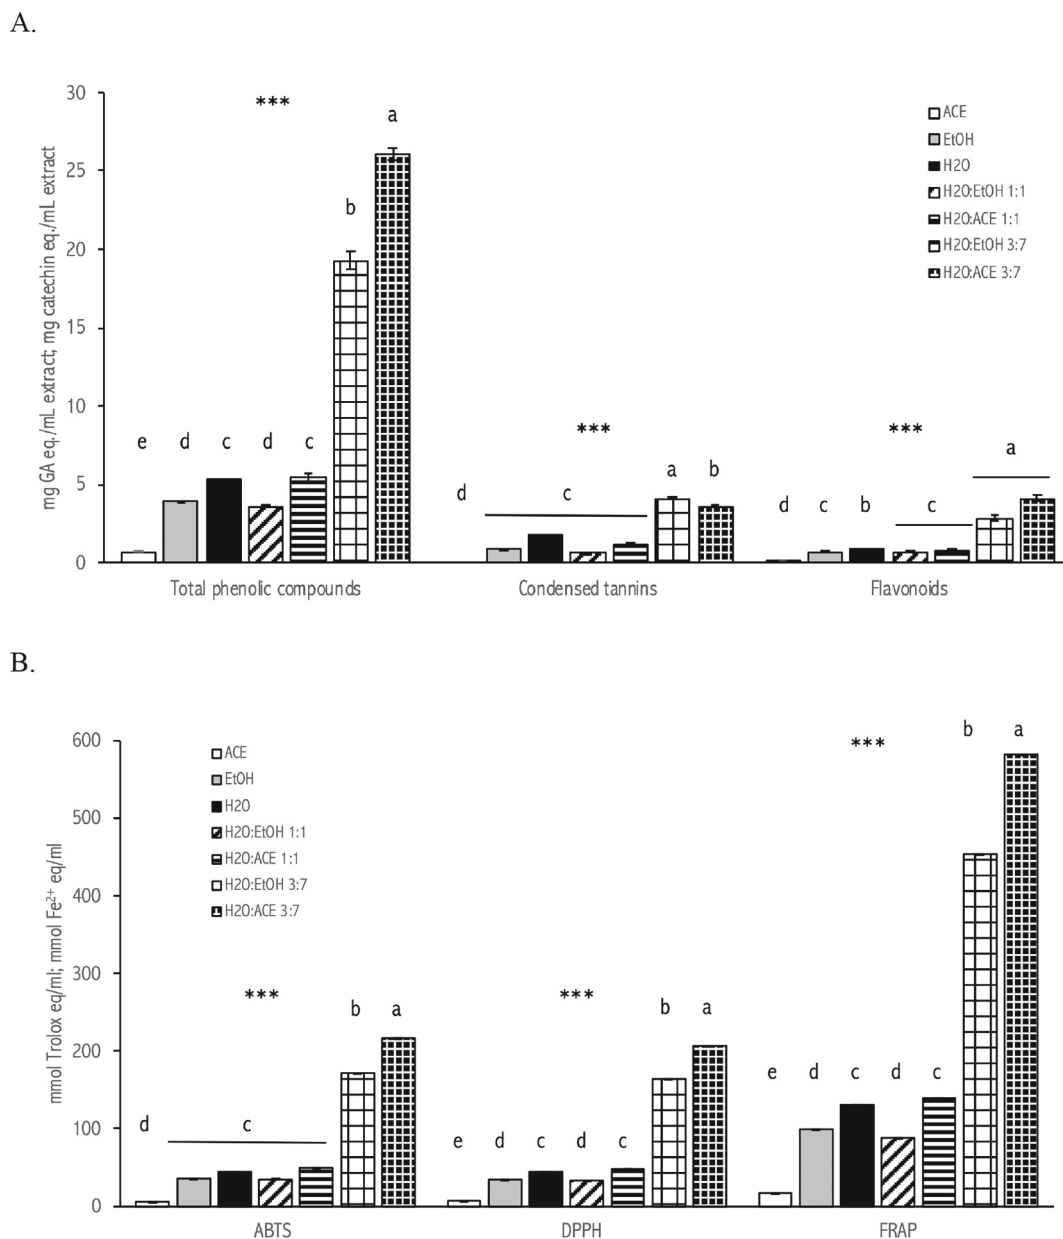 A.
30
25
20
15
10
5
0
mg GA eq./mL extract; mg catechin eq./mL extract
***
e
d
c
d
c
b
a
***
d
c
a
b
***
d
c
b
c
a
ACE
EtOH
H2O
H2O:EtOH 1:1
H2O:ACE 1:1
H2O:EtOH 3:7
H2O:ACE 3:7
Total phenolic compounds
Condensed tannins
Flavonoids
B.
600
500
400
300
200
100
0
mmol Trolox eq/ml; mmol Fe²⁺ eq/ml
ACE
EtOH
H2O
H2O:EtOH 1:1
H2O:ACE 1:1
H2O:EtOH 3:7
H2O:ACE 3:7
***
d
c
b
a
***
e
d
c
d
c
b
a
***
e
d
c
d
c
b
a
ABTS
DPPH
FRAP